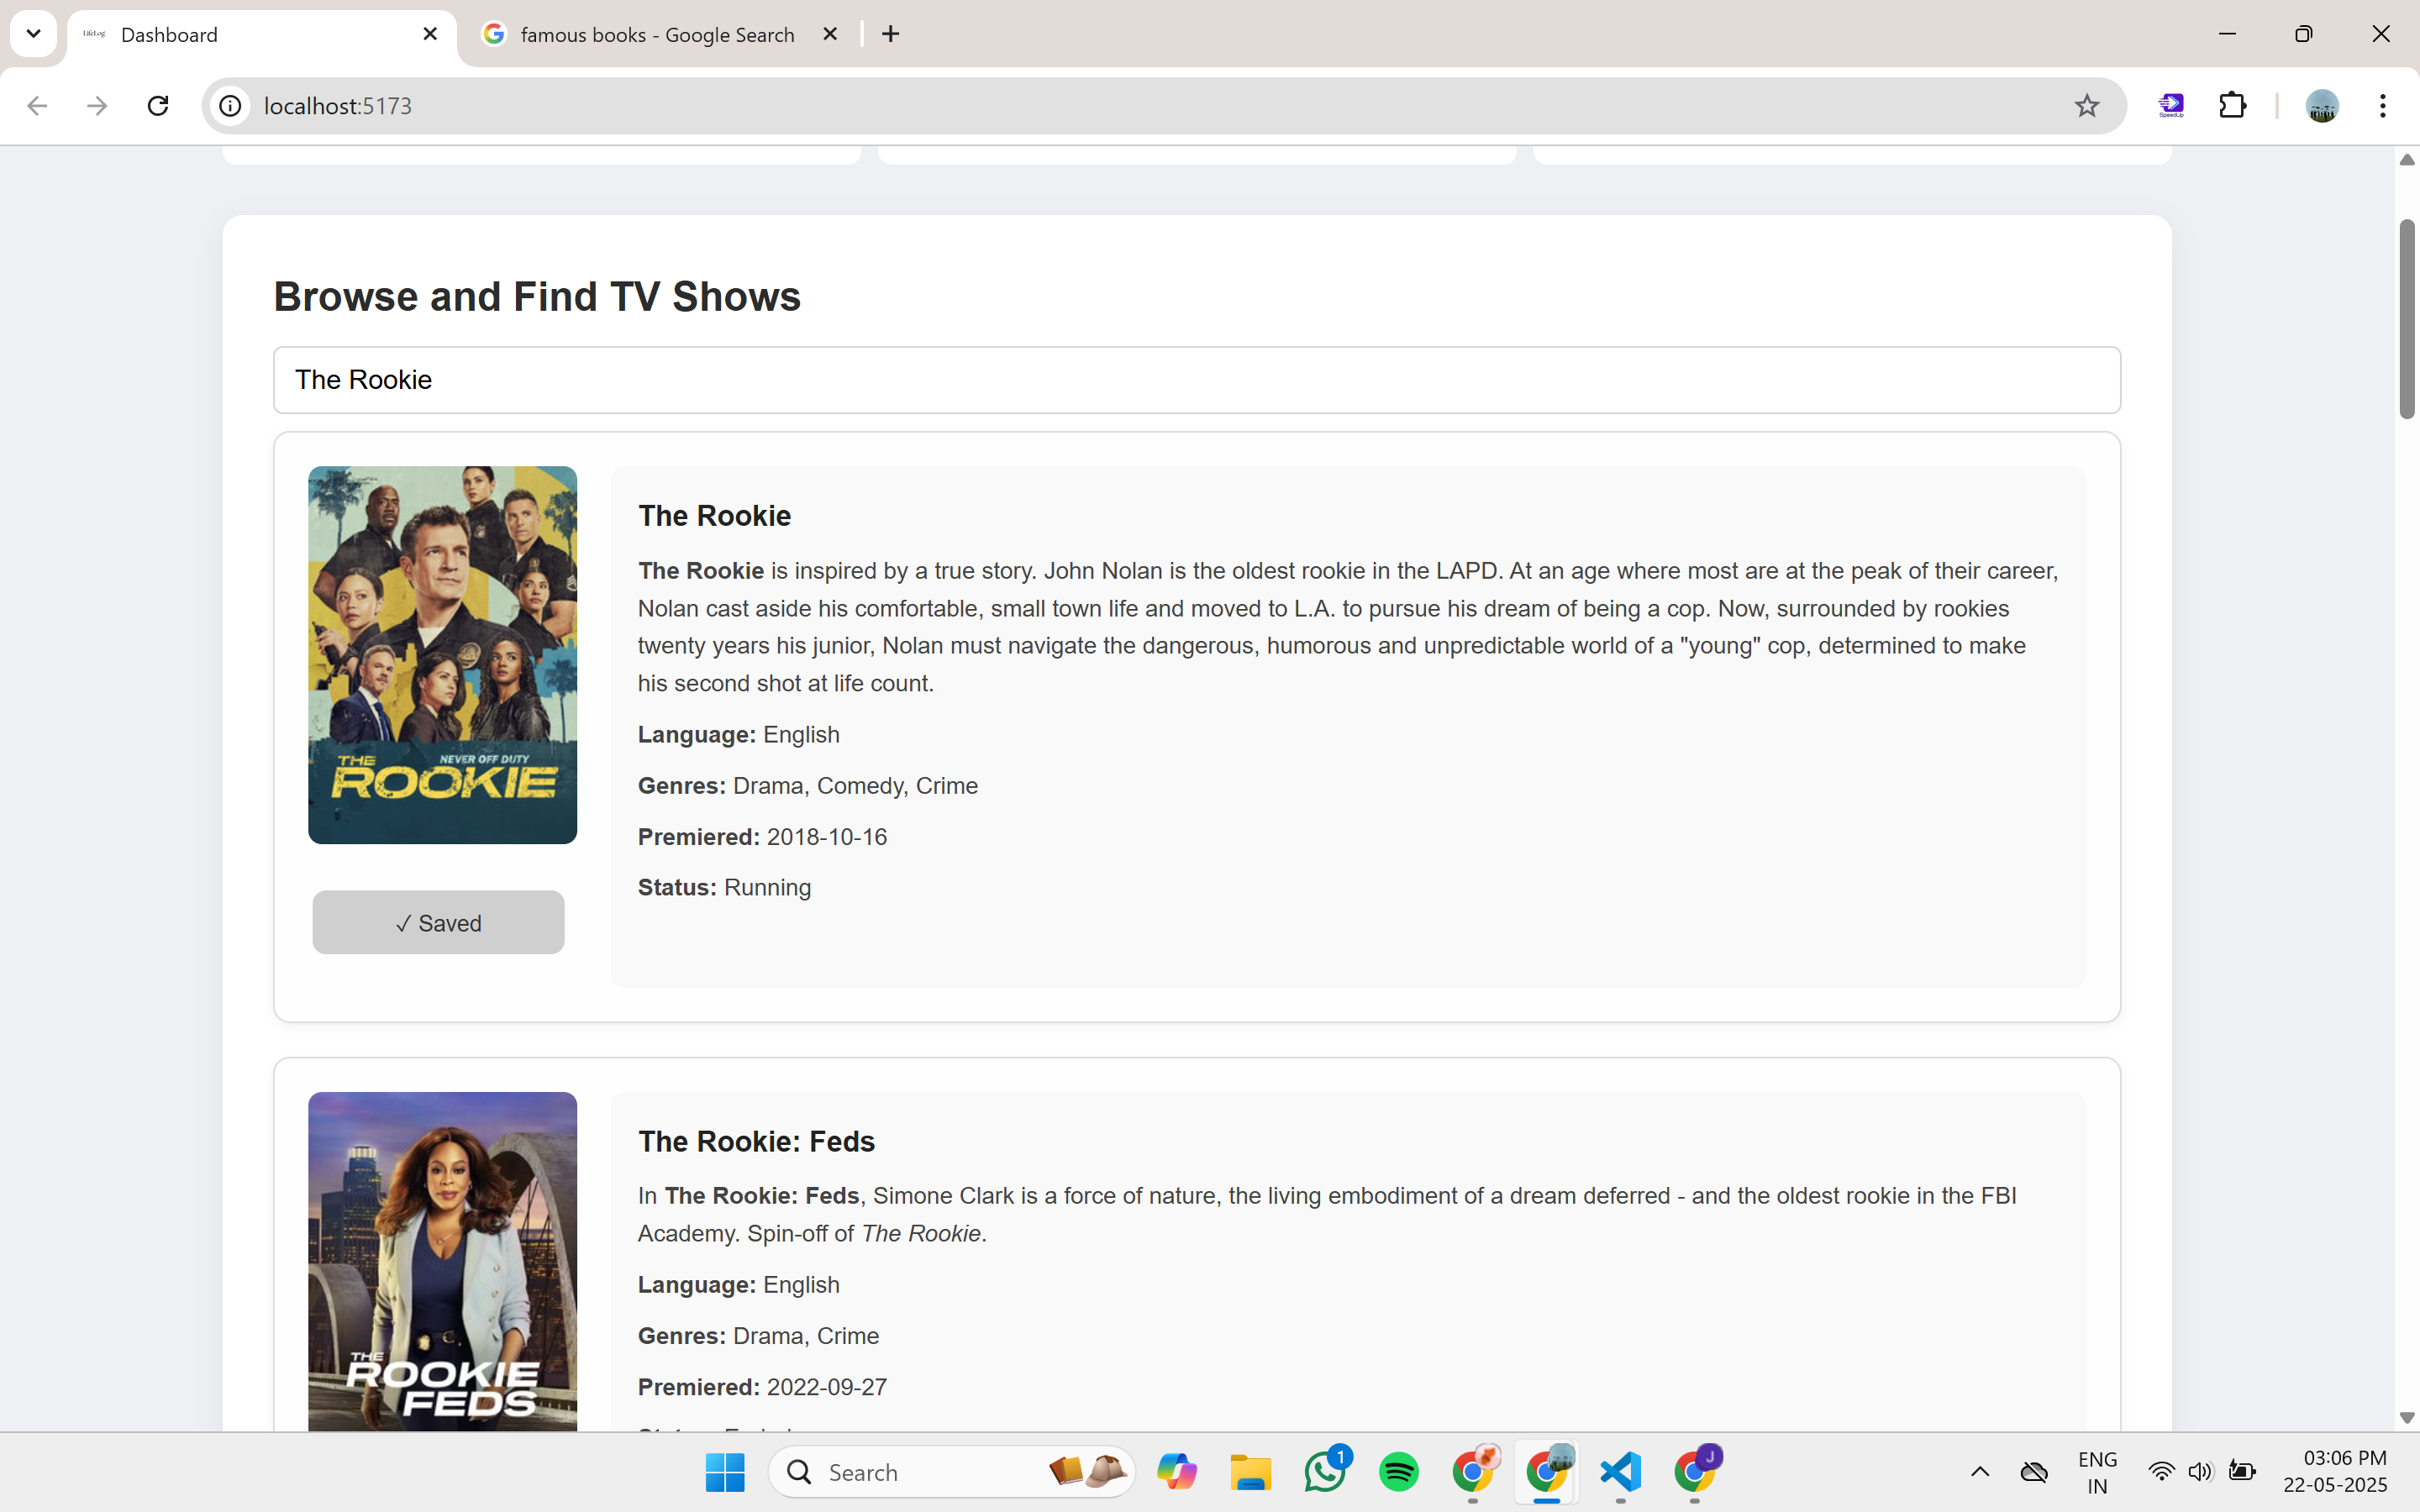 LifeLog Dashboard
famous books - Google Search
localhost:5173
SpeedUp
Browse and Find TV Shows
The Rookie
The Rookie
The Rookie is inspired by a true story. John Nolan is the oldest rookie in the LAPD. At an age where most are at the peak of their career,
Nolan cast aside his comfortable, small town life and moved to L.A. to pursue his dream of being a cop. Now, surrounded by rookies
twenty years his junior, Nolan must navigate the dangerous, humorous and unpredictable world of a "young" cop, determined to make
his second shot at life count.
Language: English
Genres: Drama, Comedy, Crime
Premiered: 2018-10-16
Status: Running
NEVER OFF DUTY
THE
ROOKIE
✓ Saved
The Rookie: Feds
In The Rookie: Feds, Simone Clark is a force of nature, the living embodiment of a dream deferred - and the oldest rookie in the FBI
Academy. Spin-off of The Rookie.
Language: English
Genres: Drama, Crime
Premiered: 2022-09-27
THE
ROOKIE
FEDS
Search
1
J
ENG
IN
03:06 PM
22-05-2025